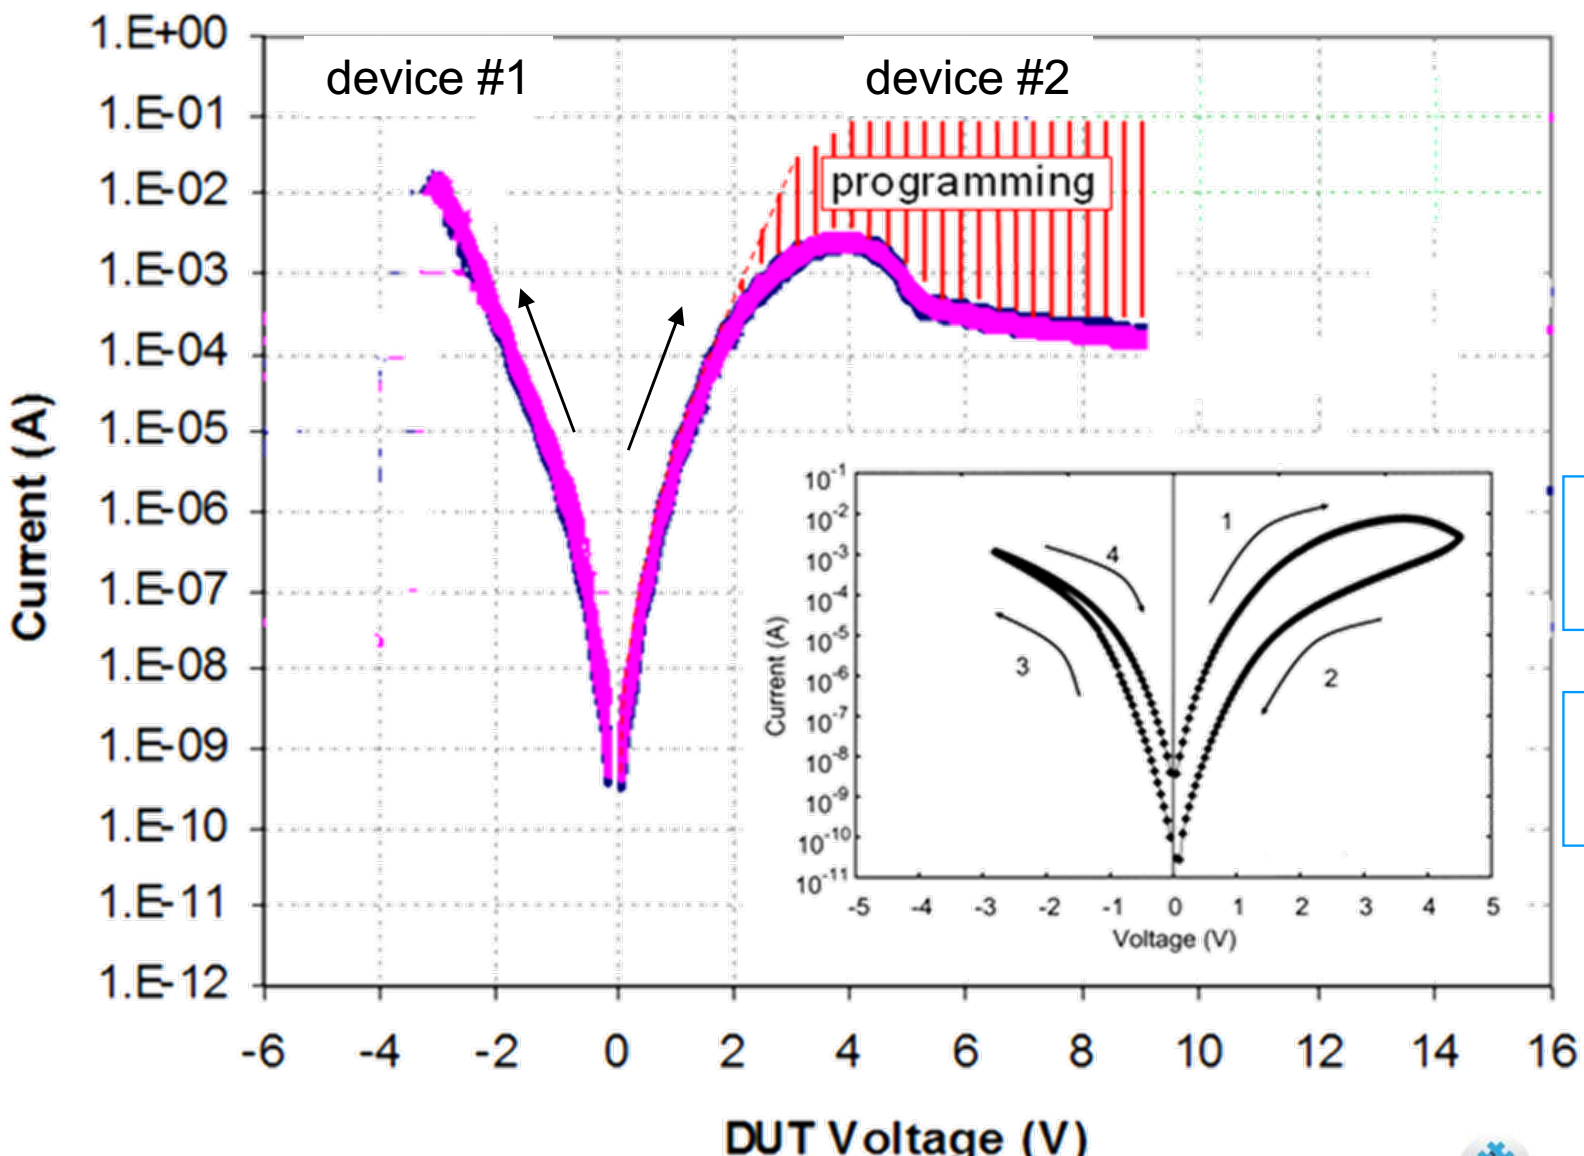 device #1
device #2
programming
1.E+00
1.E-01
1.E-02
1.E-03
1.E-04
1.E-05
1.E-06
1.E-07
1.E-08
1.E-09
1.E-10
1.E-11
1.E-12
Current (A)
-6 -4 -2 0 2 4 6 8 10 12 14 16
DUT Voltage (V)
10-1
10-2
10-3
10-4
10-5
10-6
10-7
10-8
10-9
10-10
10-11
Current (A)
1
4
3
2
-5 -4 -3 -2 -1 0 1 2 3 4 5
Voltage (V)